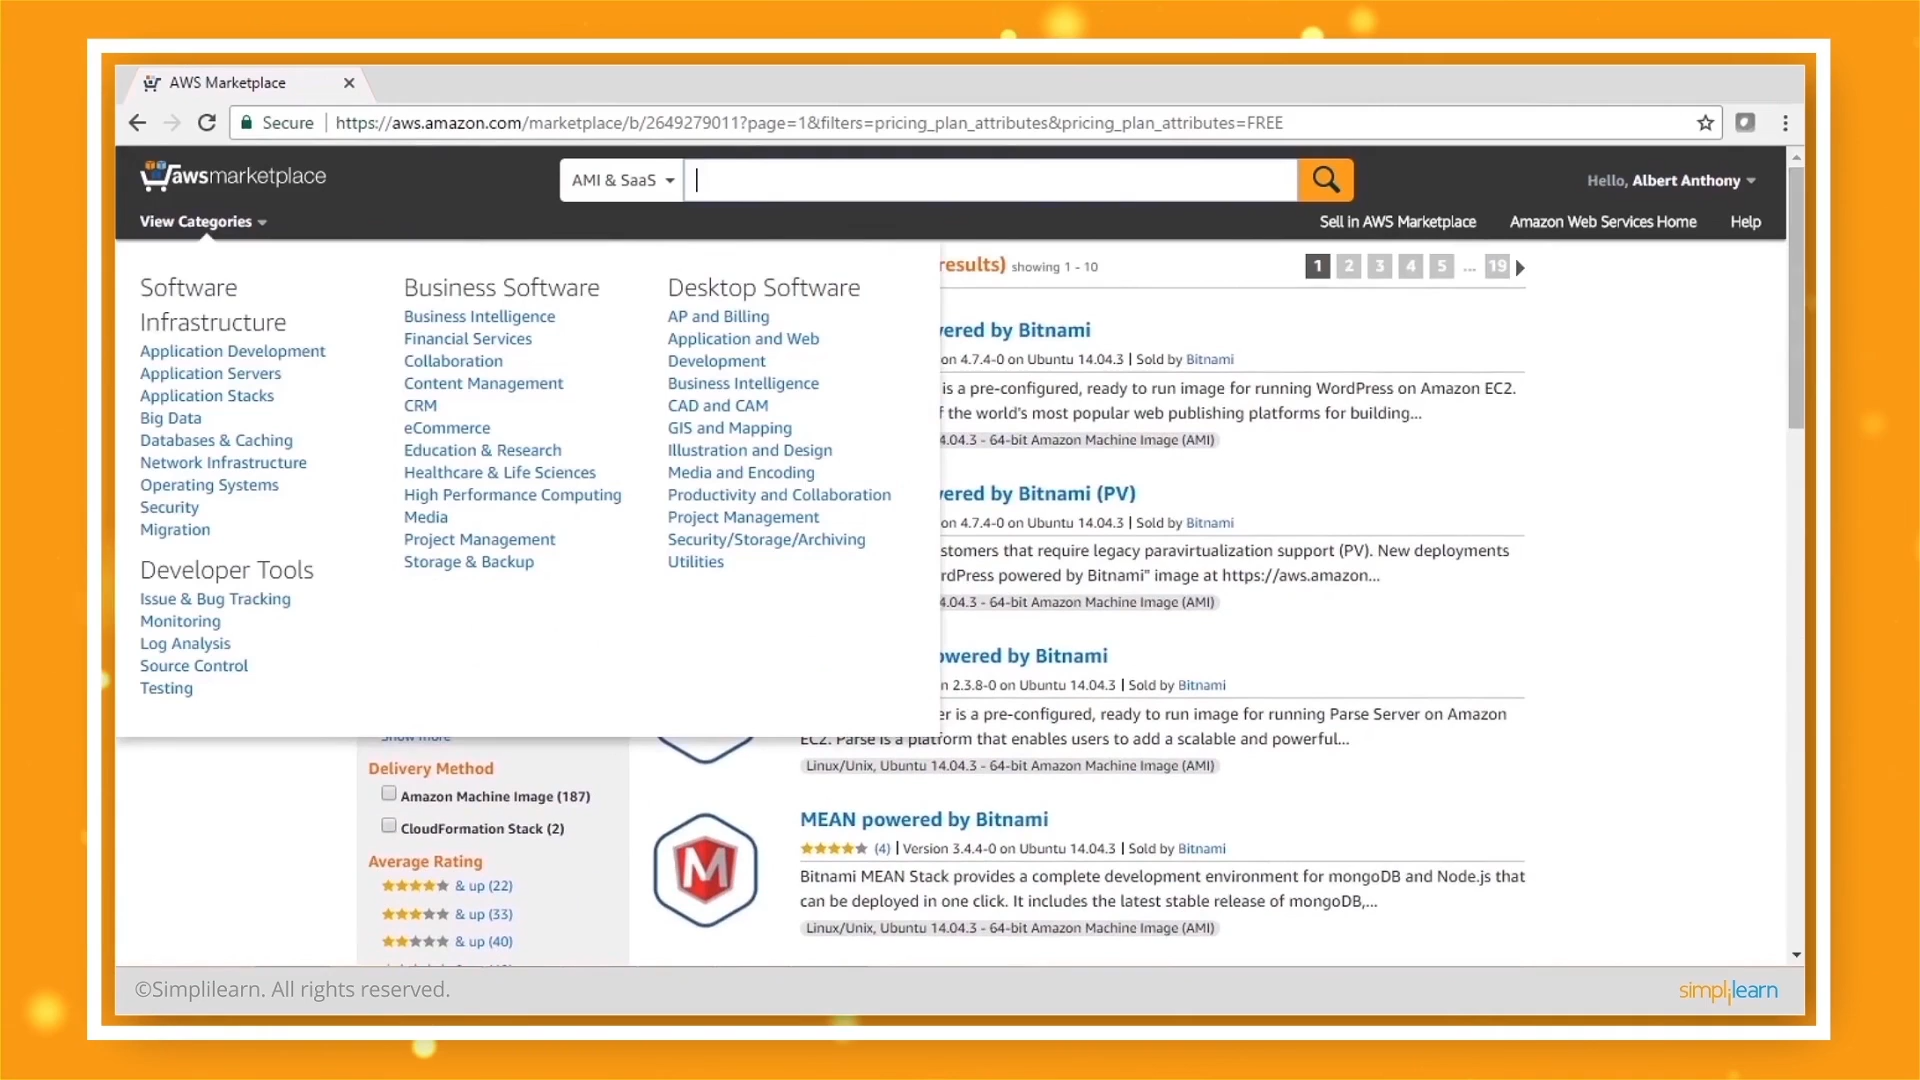 AWS Marketplace
Secure
https://aws.amazon.com/marketplace/b/2649279011?page=1&filters=pricing_plan_attributes&pricing_plan_attributes=FREE
awsmarketplace
AMI & SaaS
Hello, Albert Anthony
View Categories
Sell in AWS Marketplace
Amazon Web Services Home
Help
Software
Infrastructure
Application Development
Application Servers
Application Stacks
Big Data
Databases & Caching
Network Infrastructure
Operating Systems
Security
Migration
Developer Tools
Issue & Bug Tracking
Monitoring
Log Analysis
Source Control
Testing
Business Software
Business Intelligence
Financial Services
Collaboration
Content Management
CRM
eCommerce
Education & Research
Healthcare & Life Sciences
High Performance Computing
Media
Project Management
Storage & Backup
Desktop Software
AP and Billing
Application and Web
Development
Business Intelligence
CAD and CAM
GIS and Mapping
Illustration and Design
Media and Encoding
Productivity and Collaboration
Project Management
Security/Storage/Archiving
Utilities
results) showing 1 - 10
1 2 3 4 5 ... 19
ered by Bitnami
on 4.7.4-0 on Ubuntu 14.04.3 | Sold by Bitnami
is a pre-configured, ready to run image for running WordPress on Amazon EC2.
f the world's most popular web publishing platforms for building...
4.04.3 - 64-bit Amazon Machine Image (AMI)
ered by Bitnami (PV)
on 4.7.4-0 on Ubuntu 14.04.3 | Sold by Bitnami
stomers that require legacy paravirtualization support (PV). New deployments
rdPress powered by Bitnami" image at https://aws.amazon...
4.04.3 - 64-bit Amazon Machine Image (AMI)
owered by Bitnami
n 2.3.8-0 on Ubuntu 14.04.3 | Sold by Bitnami
er is a pre-configured, ready to run image for running Parse Server on Amazon
EC2. Parse is a platform that enables users to add a scalable and powerful...
Linux/Unix, Ubuntu 14.04.3 - 64-bit Amazon Machine Image (AMI)
MEAN powered by Bitnami
(4) | Version 3.4.4-0 on Ubuntu 14.04.3 | Sold by Bitnami
Bitnami MEAN Stack provides a complete development environment for mongoDB and Node.js that
can be deployed in one click. It includes the latest stable release of mongoDB,...
Linux/Unix, Ubuntu 14.04.3 - 64-bit Amazon Machine Image (AMI)
M
Show more
Delivery Method
Amazon Machine Image (187)
CloudFormation Stack (2)
Average Rating
& up (22)
& up (33)
& up (40)
©Simplilearn. All rights reserved.
simplilearn